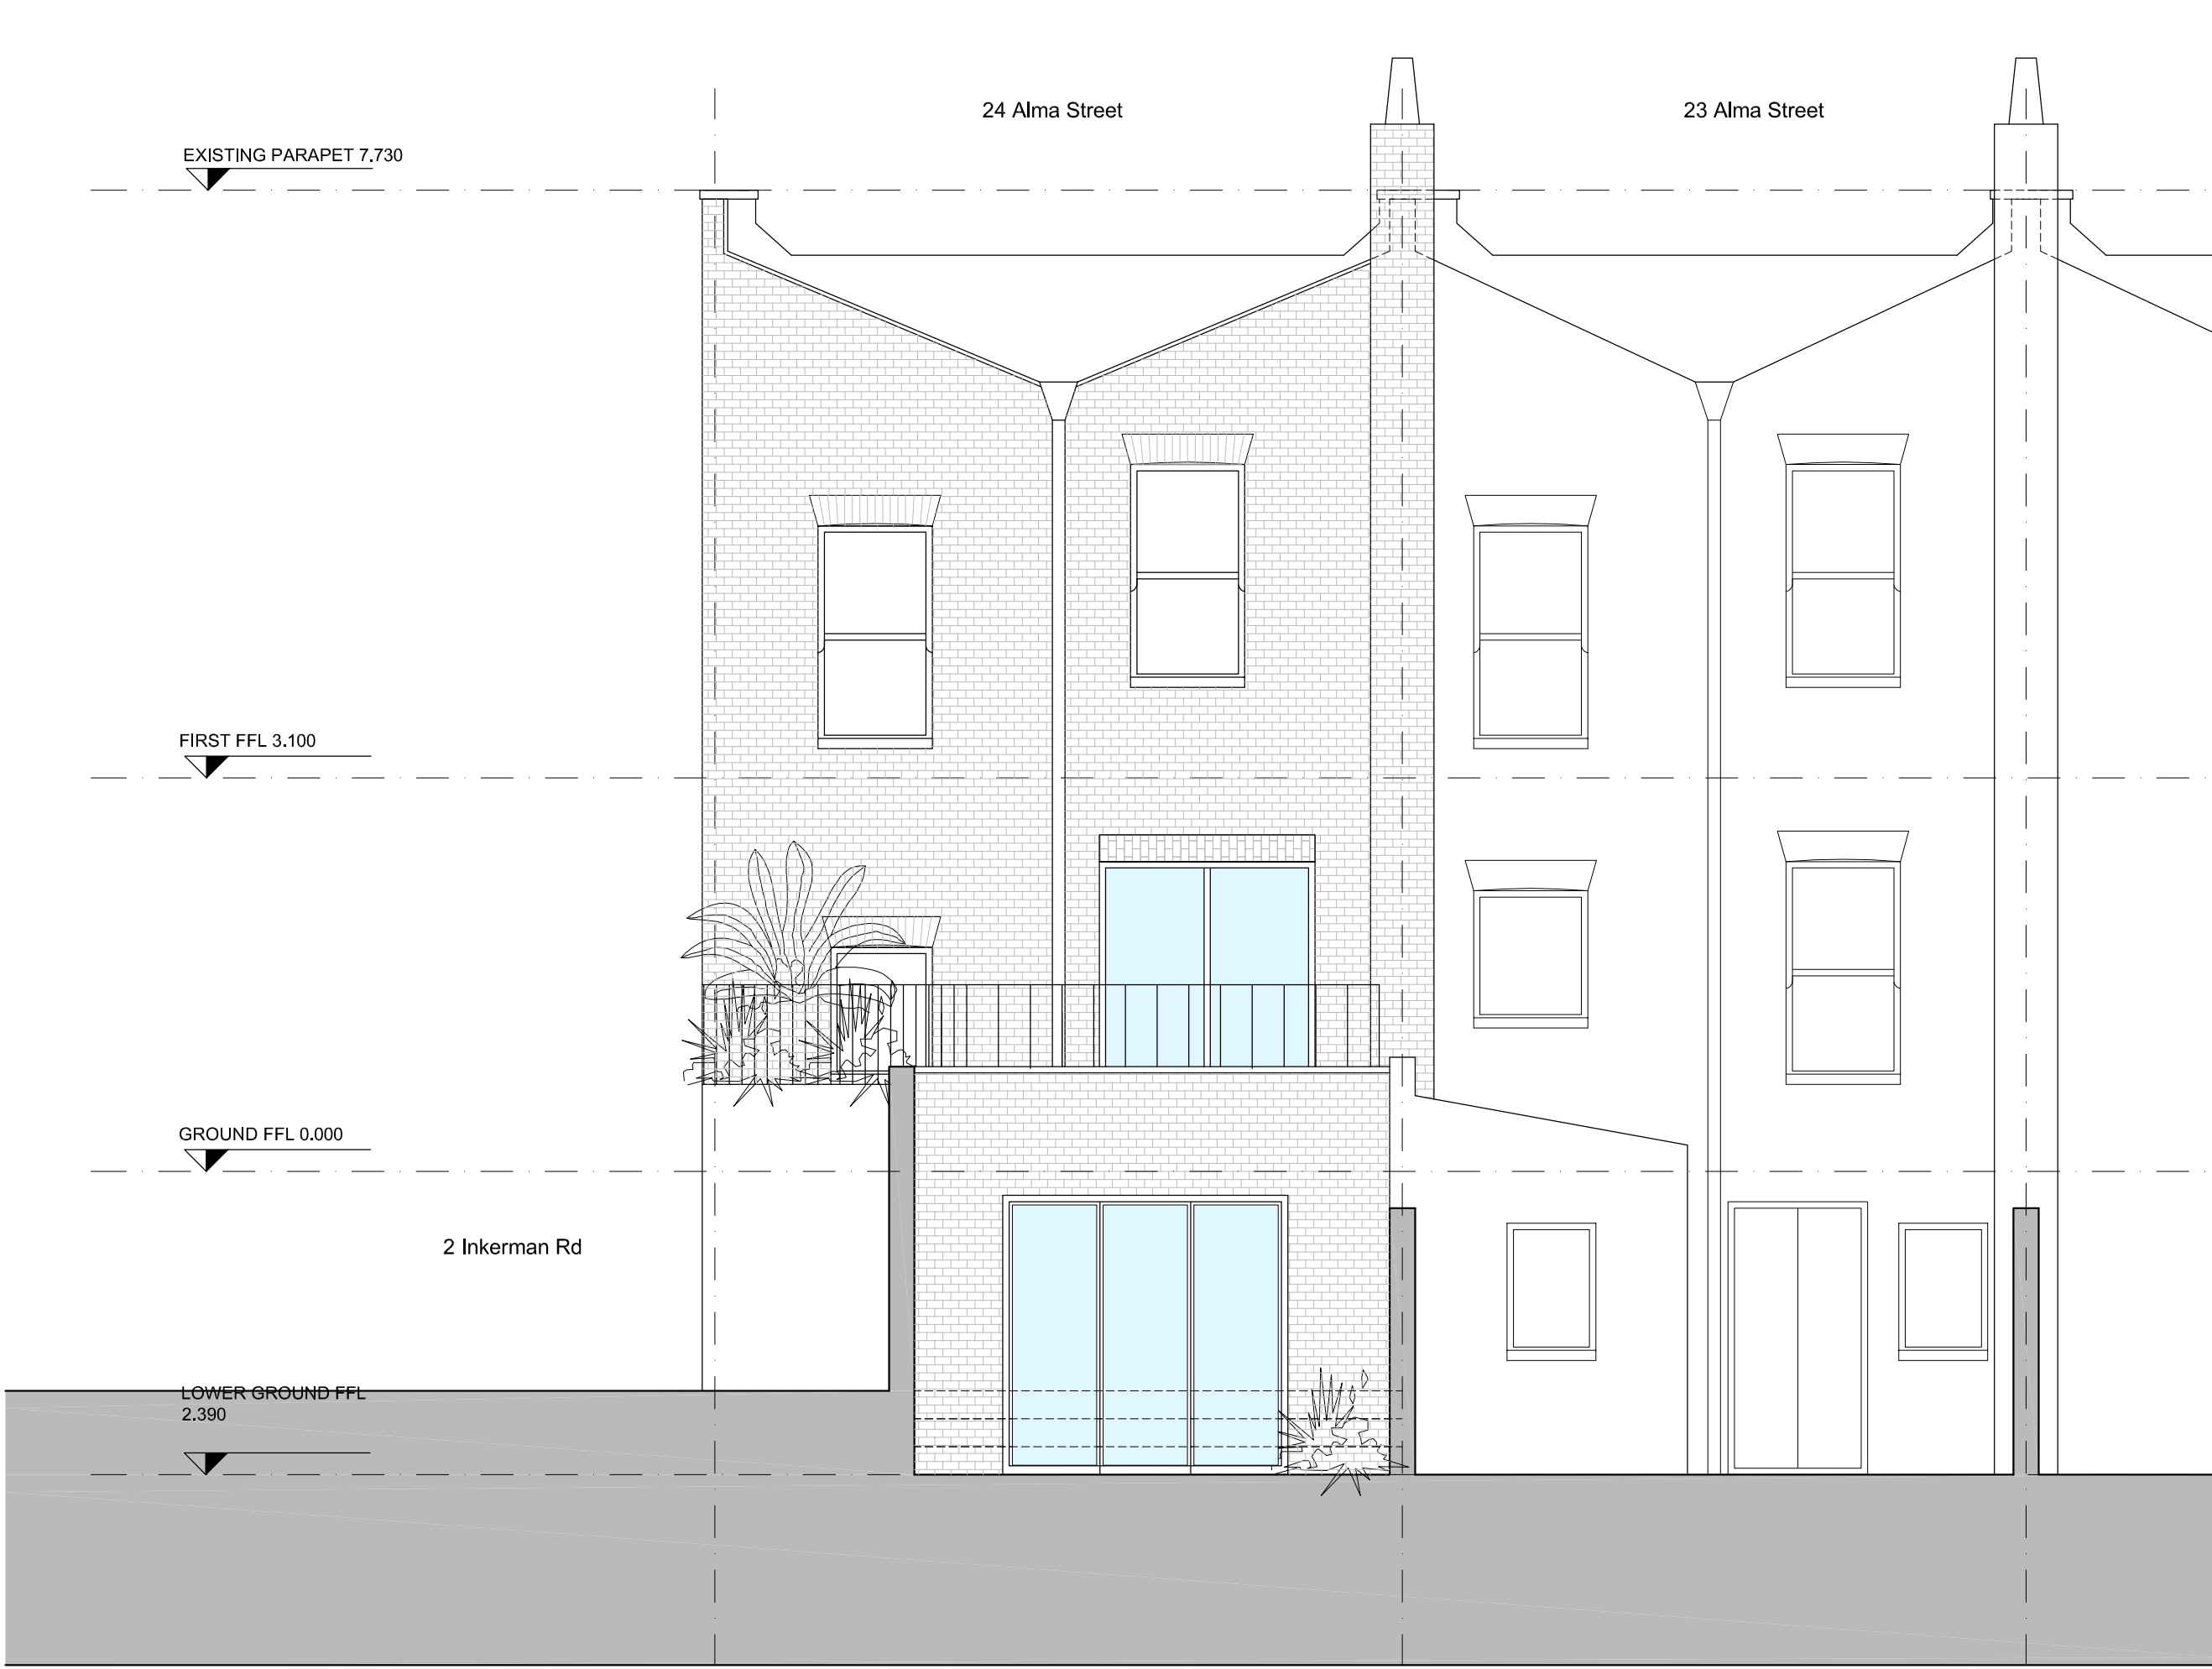 24 Alma Street
23 Alma Street
EXISTING PARAPET 7.730
FIRST FFL 3.100
GROUND FFL 0.000
2 Inkerman Rd
LOWER GROUND FFL
2.390